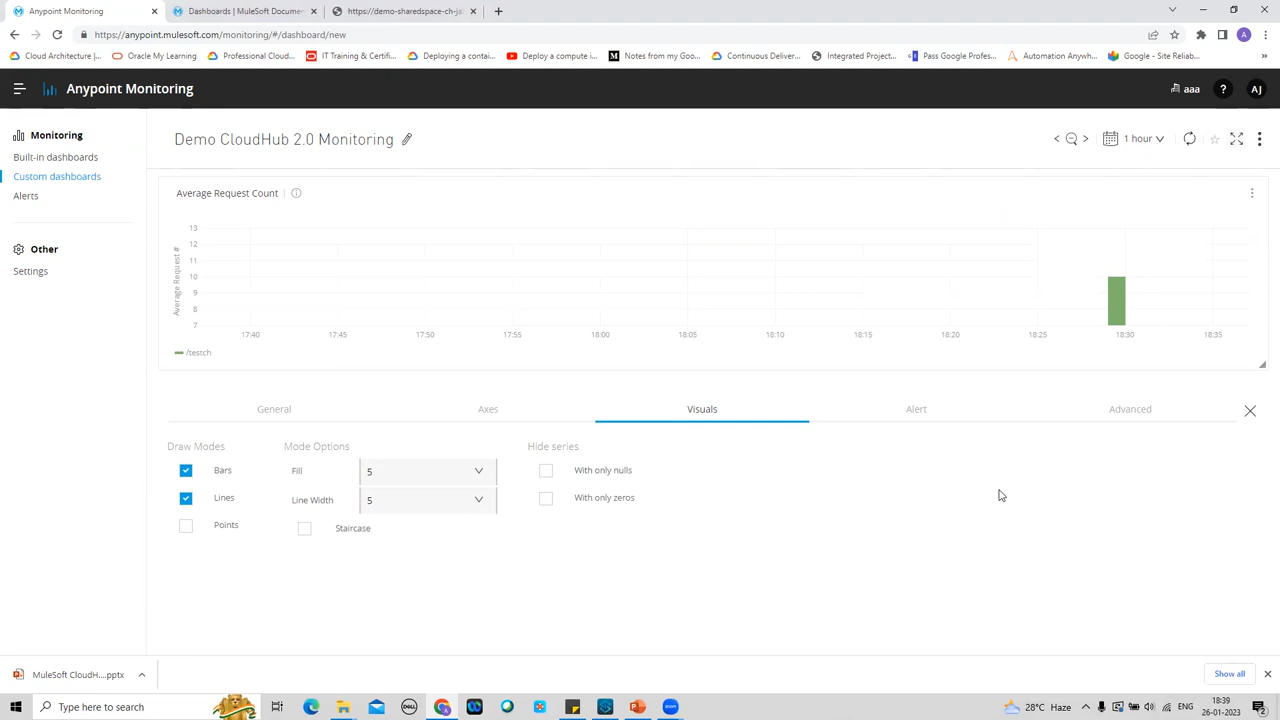 Anypoint Monitoring
Dashboards | MuleSoft Documen
https://demo-sharedspace-ch-ja
https://anypoint.mulesoft.com/monitoring/#/dashboard/new
A
Cloud Architecture |...
Oracle My Learning
Professional Cloud...
IT Training & Certifi...
Deploying a contai...
Deploy a compute i...
Notes from my Goog...
Continuous Deliver...
Integrated Project...
Pass Google Profes...
Automation Anywh...
Google - Site Reliab...
Anypoint Monitoring
aaa
?
AJ
Monitoring
Built-in dashboards
Custom dashboards
Alerts
Other
Settings
Demo CloudHub 2.0 Monitoring
1 hour
Average Request Count
Average Request #
13
12
11
10
9
8
7
17:40
17:45
17:50
17:55
18:00
18:05
18:10
18:15
18:20
18:25
18:30
18:35
/testch
General
Axes
Visuals
Alert
Advanced
Draw Modes
Mode Options
Hide series
Bars
Fill
5
With only nulls
Lines
Line Width
5
With only zeros
Points
Staircase
MuleSoft CloudH....pptx
Show all
Type here to search
DELL
zoom
28°C Haze
ENG
18:39
26-01-2023
2